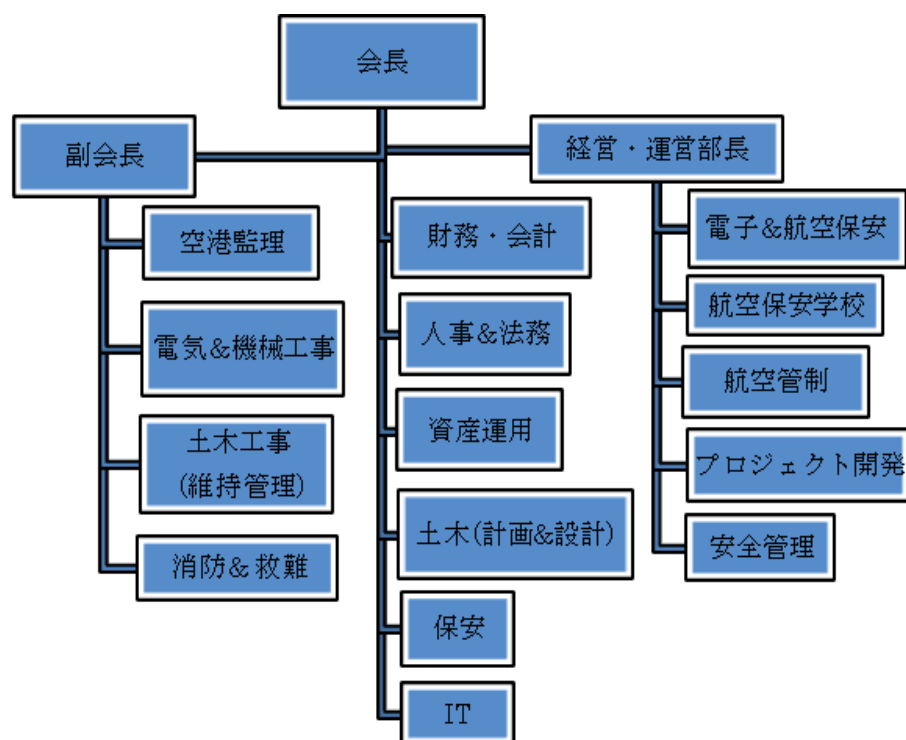 会長
副会長
経営・運営部長
空港監理
電気&機械工事
土木工事
(維持管理)
消防&救難
財務・会計
人事&法務
資産運用
土木(計画&設計)
保安
IT
電子&航空保安
航空保安学校
航空管制
プロジェクト開発
安全管理